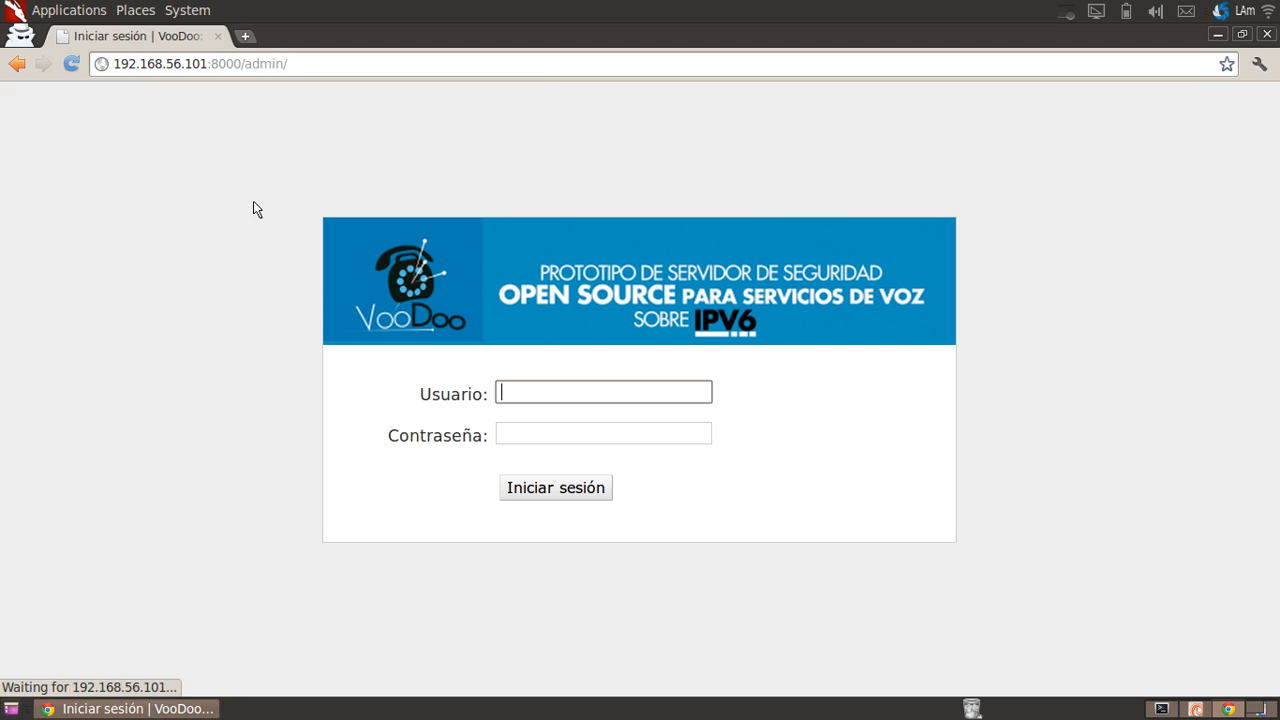 Applications Places System
LAm
Iniciar sesión | VooDoo:
192.168.56.101:8000/admin/
VooDoo
PROTOTIPO DE SERVIDOR DE SEGURIDAD
OPEN SOURCE PARA SERVICIOS DE VOZ
SOBRE IPV6
Usuario:
Contraseña:
Iniciar sesión
Waiting for 192.168.56.101...
Iniciar sesión | VooDoo...